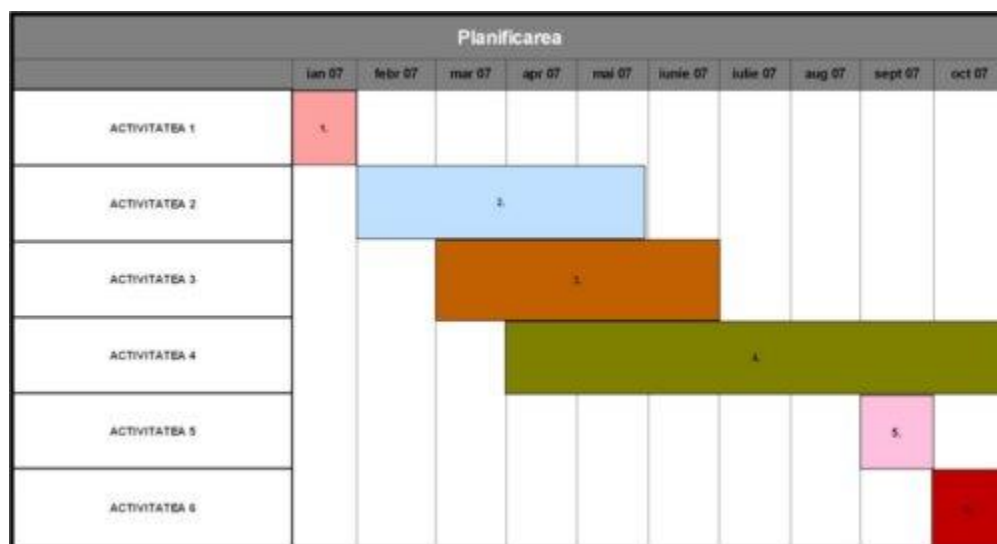 Planificarea
ian 07 febr 07 mar 07 apr 07 mai 07 iunie 07 iulie 07 aug 07 sept 07 oct 07
ACTIVITATEA 1 1.
ACTIVITATEA 2 2.
ACTIVITATEA 3 3.
ACTIVITATEA 4 4.
ACTIVITATEA 5 5.
ACTIVITATEA 6